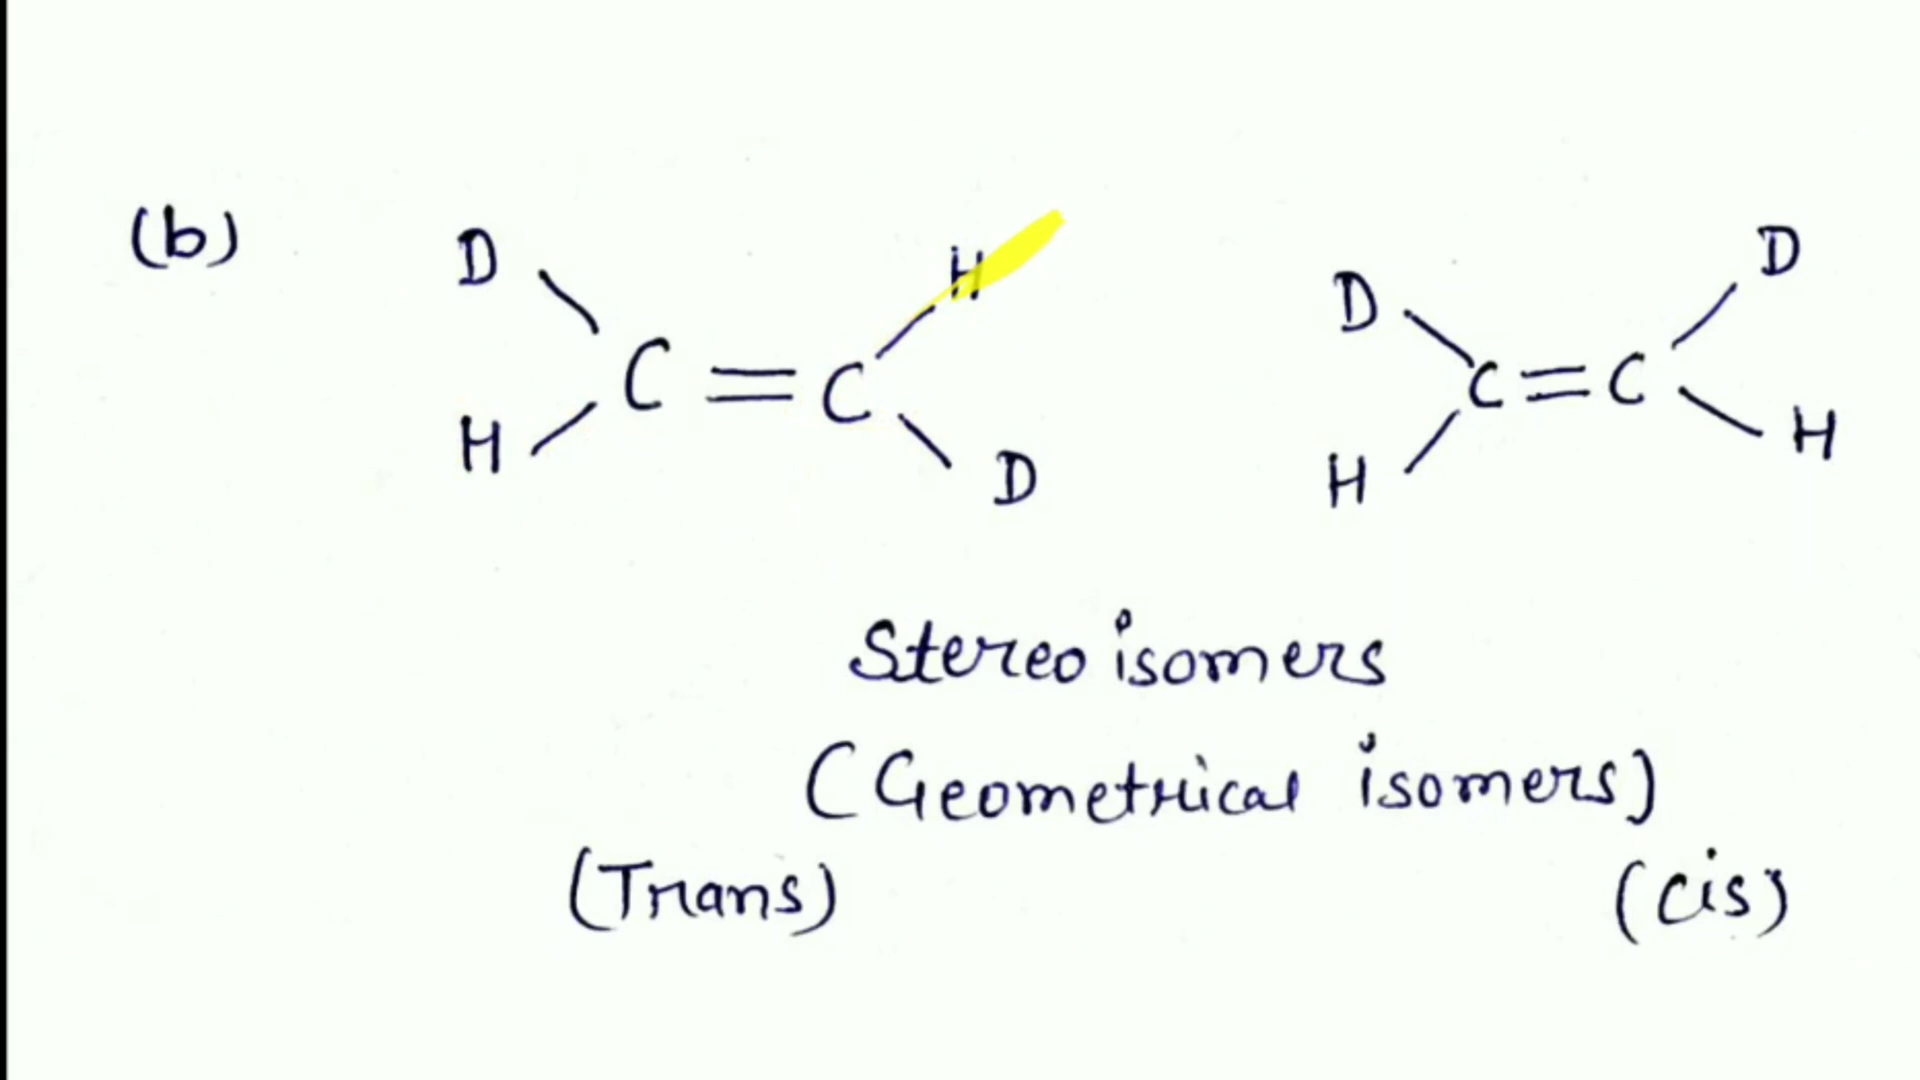 (b)
D H D D
C = C C = C
H D H H
Stereo isomers
(Geometrical isomers)
(Trans) (cis)